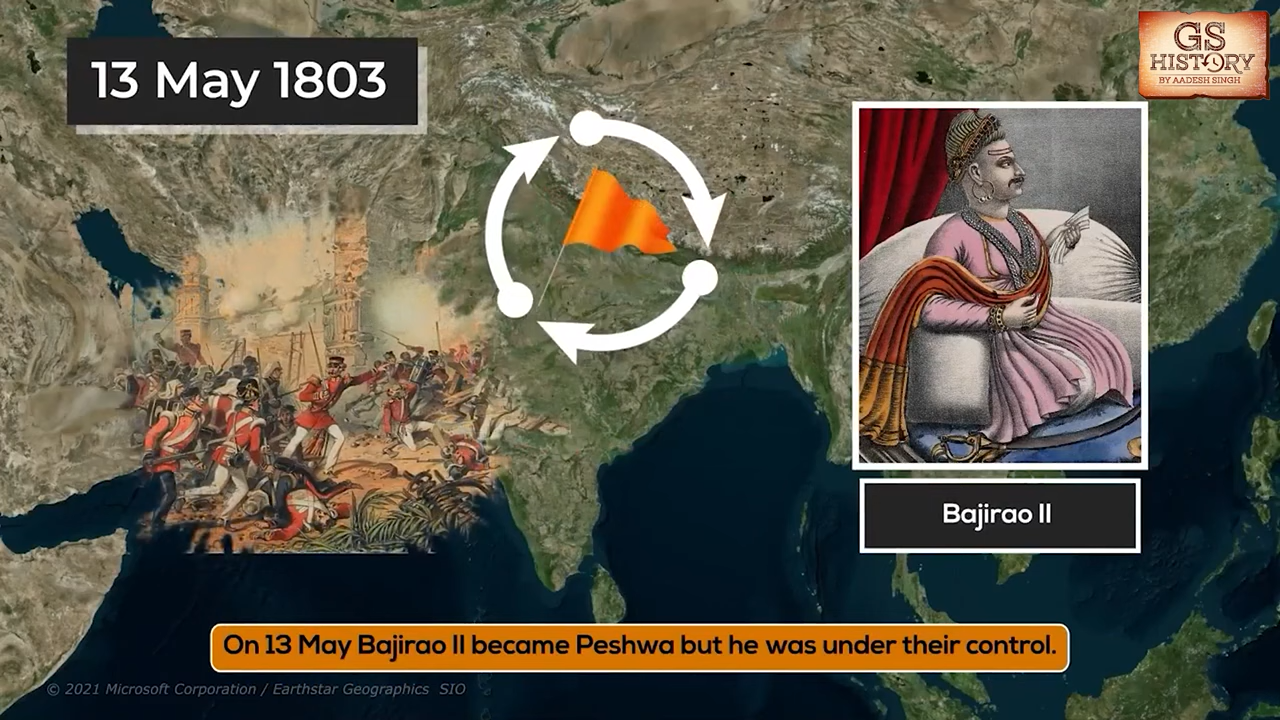 13 May 1803
GS
HISTORY
BY AADESH SINGH
Bajirao II
On 13 May Bajirao II became Peshwa but he was under their control.
© 2021 Microsoft Corporation / Earthstar Geographics SIO